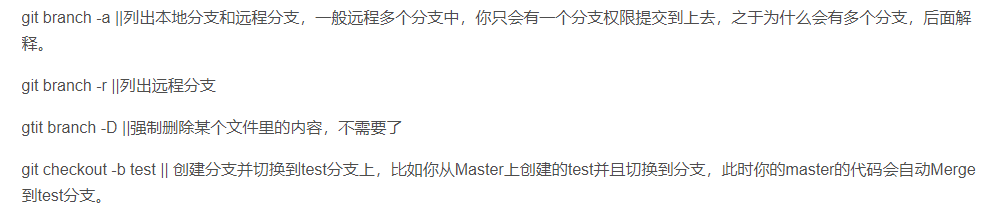 git branch -a ||列出本地分支和远程分支，一般远程多个分支中，你只会有一个分支权限提交到上去，之于为什么会有多个分支，后面解
释。
git branch -r ||列出远程分支
gtit branch -D ||强制删除某个文件里的内容，不需要了
git checkout -b test || 创建分支并切换到test分支上，比如你从Master上创建的test并且切换到分支，此时你的master的代码会自动Merge
到test分支。